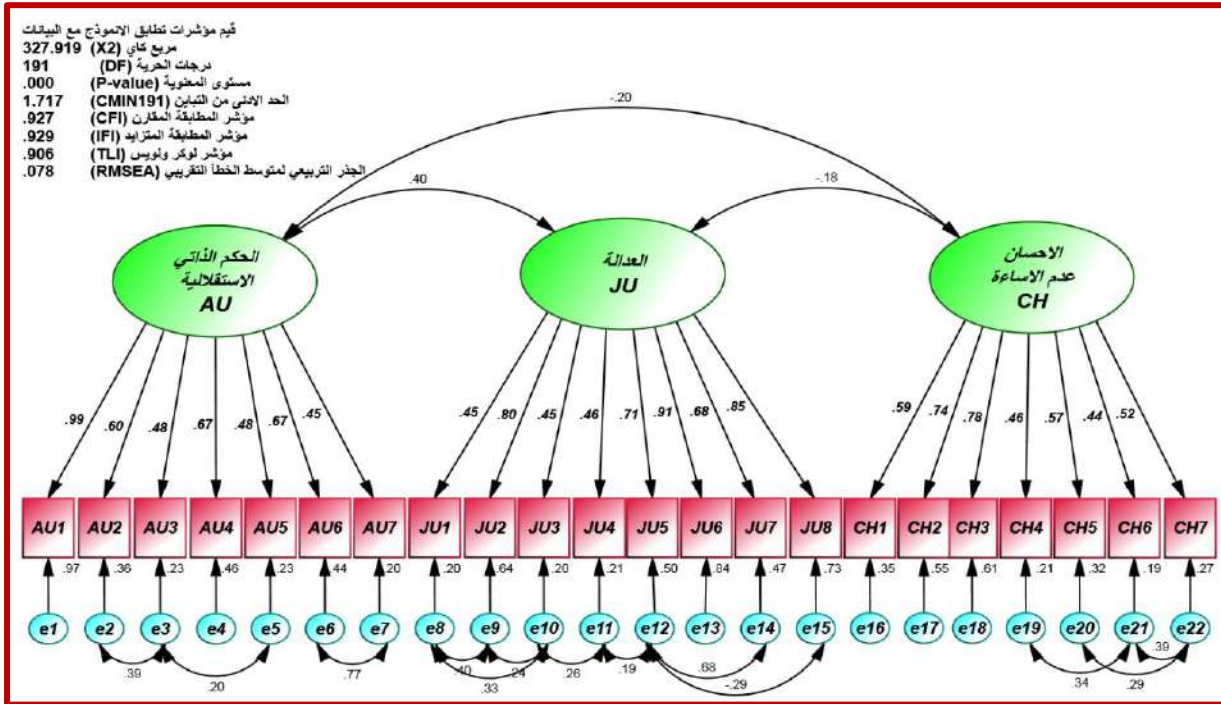 قيم مؤشرات تطابق الانموذج مع البيانات
مربع كاي (X2) 327.919
درجات الحرية (DF) 191
مستوى المعنوية (P-value) .000
الحد الادنى من التباين (CMIN191) 1.717
مؤشر المطابقة المقارن (CFI) .927
مؤشر المطابقة المتزايد (IFI) .929
مؤشر لوكر ولويس (TLI) .906
الجذر التربيعي لمتوسط الخطأ التقريبي (RMSEA) .078
-.20
.40 -.18
الحكم الذاتي
الاستقلالية
AU
العدالة
JU
الاحسان
عدم الاساءة
CH
.99 .60 .48 .67 .48 .67 .45 .45 .80 .45 .46 .71 .91 .68 .85 .59 .74 .78 .46 .57 .44 .52
AU1 AU2 AU3 AU4 AU5 AU6 AU7 JU1 JU2 JU3 JU4 JU5 JU6 JU7 JU8 CH1 CH2 CH3 CH4 CH5 CH6 CH7
.97 .36 .23 .46 .23 .44 .20 .20 .64 .20 .21 .50 .84 .47 .73 .35 .55 .61 .21 .32 .19 .27
e1 e2 e3 e4 e5 e6 e7 e8 e9 e10 e11 e12 e13 e14 e15 e16 e17 e18 e19 e20 e21 e22
.39 .20 .77 .40 .24 .33 .26 .19 .68 -.29 .34 .39 .29